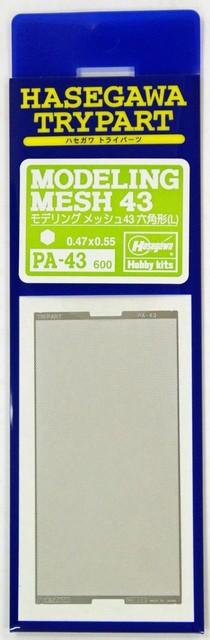 HASEGAWA
TRYPART
ハセガワ トライパーツ
MODELING
MESH 43
モデリング メッシュ43 六角形(L)
0.47x0.55
PA-43 600
Hasegawa
Hobby kits
TRYPART PA-43